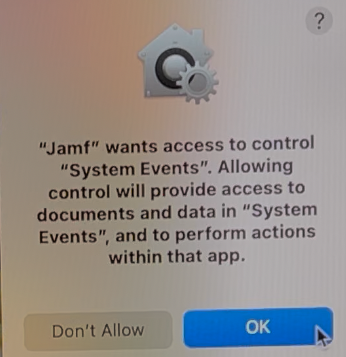 ?
“Jamf” wants access to control
“System Events”. Allowing
control will provide access to
documents and data in “System
Events”, and to perform actions
within that app.
Don't Allow
OK